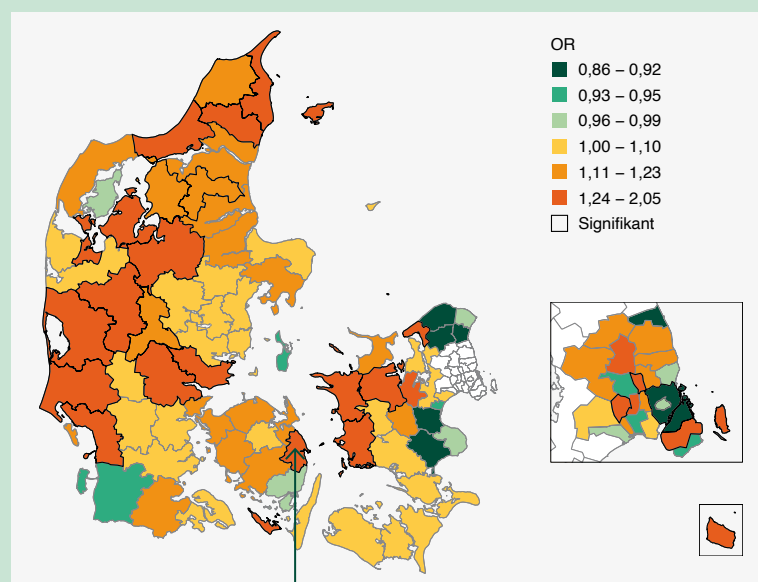 OR
0,86 – 0,92
0,93 – 0,95
0,96 – 0,99
1,00 – 1,10
1,11 – 1,23
1,24 – 2,05
Signifikant